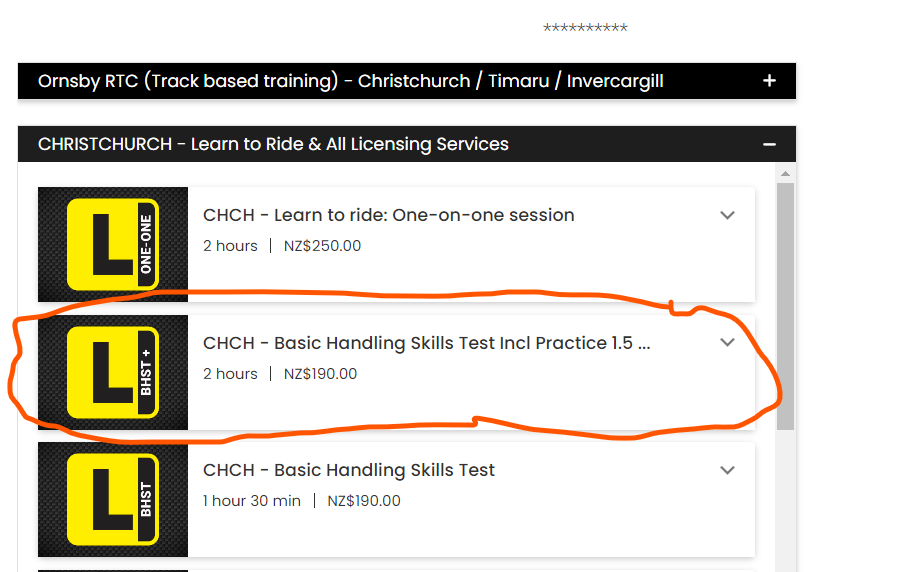 **********
Ornsby RTC (Track based training) - Christchurch / Timaru / Invercargill +
CHRISTCHURCH - Learn to Ride & All Licensing Services −
L ONE-ONE
CHCH - Learn to ride: One-on-one session
2 hours | NZ$250.00
L BHST +
CHCH - Basic Handling Skills Test Incl Practice 1.5 ...
2 hours | NZ$190.00
L BHST
CHCH - Basic Handling Skills Test
1 hour 30 min | NZ$190.00